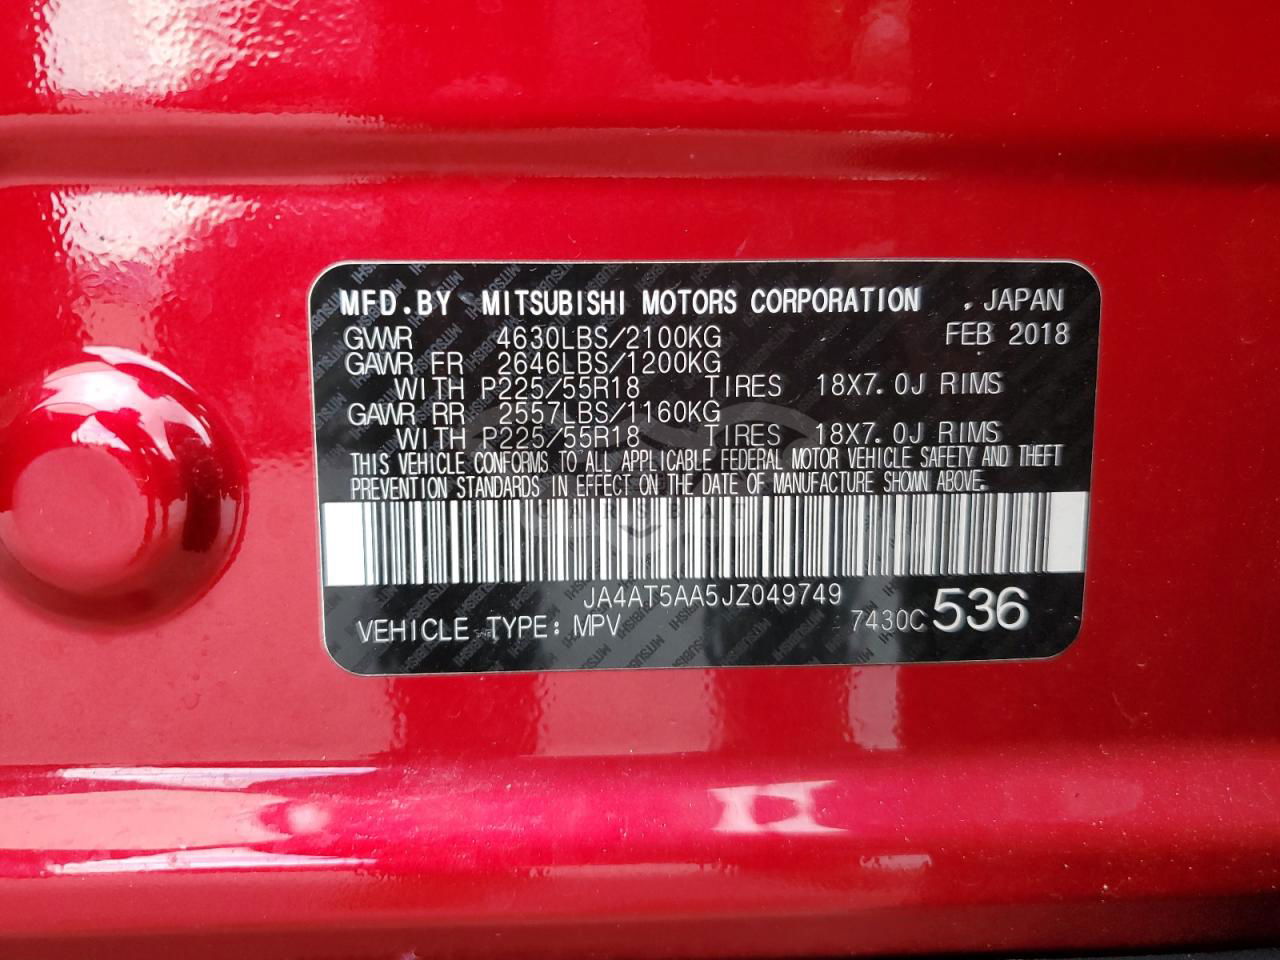 MFD.BY MITSUBISHI MOTORS CORPORATION . JAPAN
GVWR 4630LBS/2100KG FEB 2018
GAWR FR 2646LBS/1200KG
WITH P225/55R18 TIRES 18X7.0J RIMS
GAWR RR 2557LBS/1160KG
WITH P225/55R18 TIRES 18X7.0J RIMS
THIS VEHICLE CONFORMS TO ALL APPLICABLE FEDERAL MOTOR VEHICLE SAFETY AND THEFT
PREVENTION STANDARDS IN EFFECT ON THE DATE OF MANUFACTURE SHOWN ABOVE.
JA4AT5AA5JZ049749
VEHICLE TYPE: MPV 7430C 536